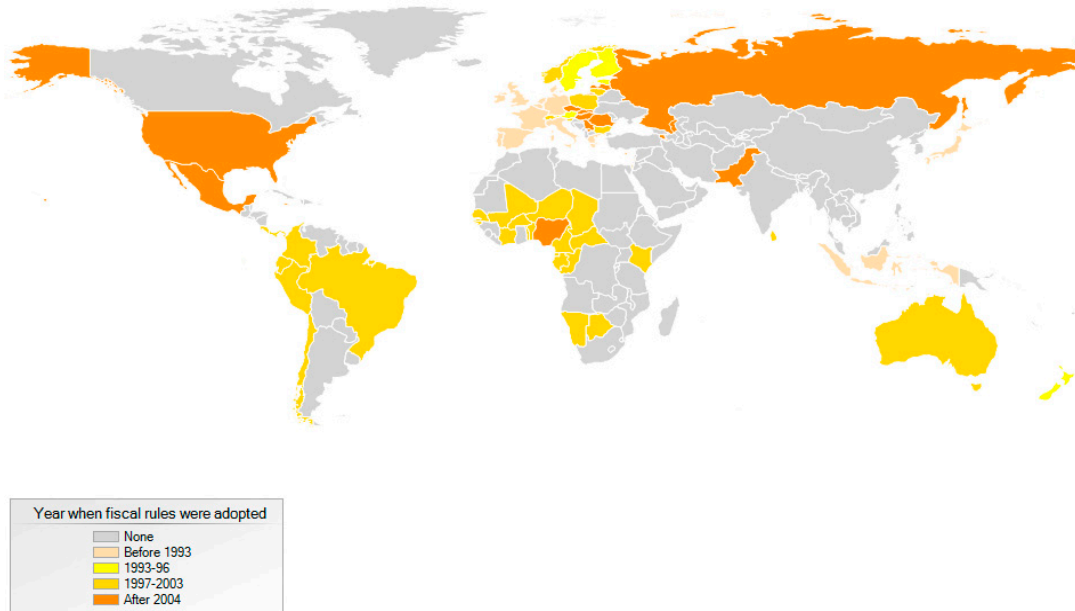 Year when fiscal rules were adopted
None
Before 1993
1993-96
1997-2003
After 2004